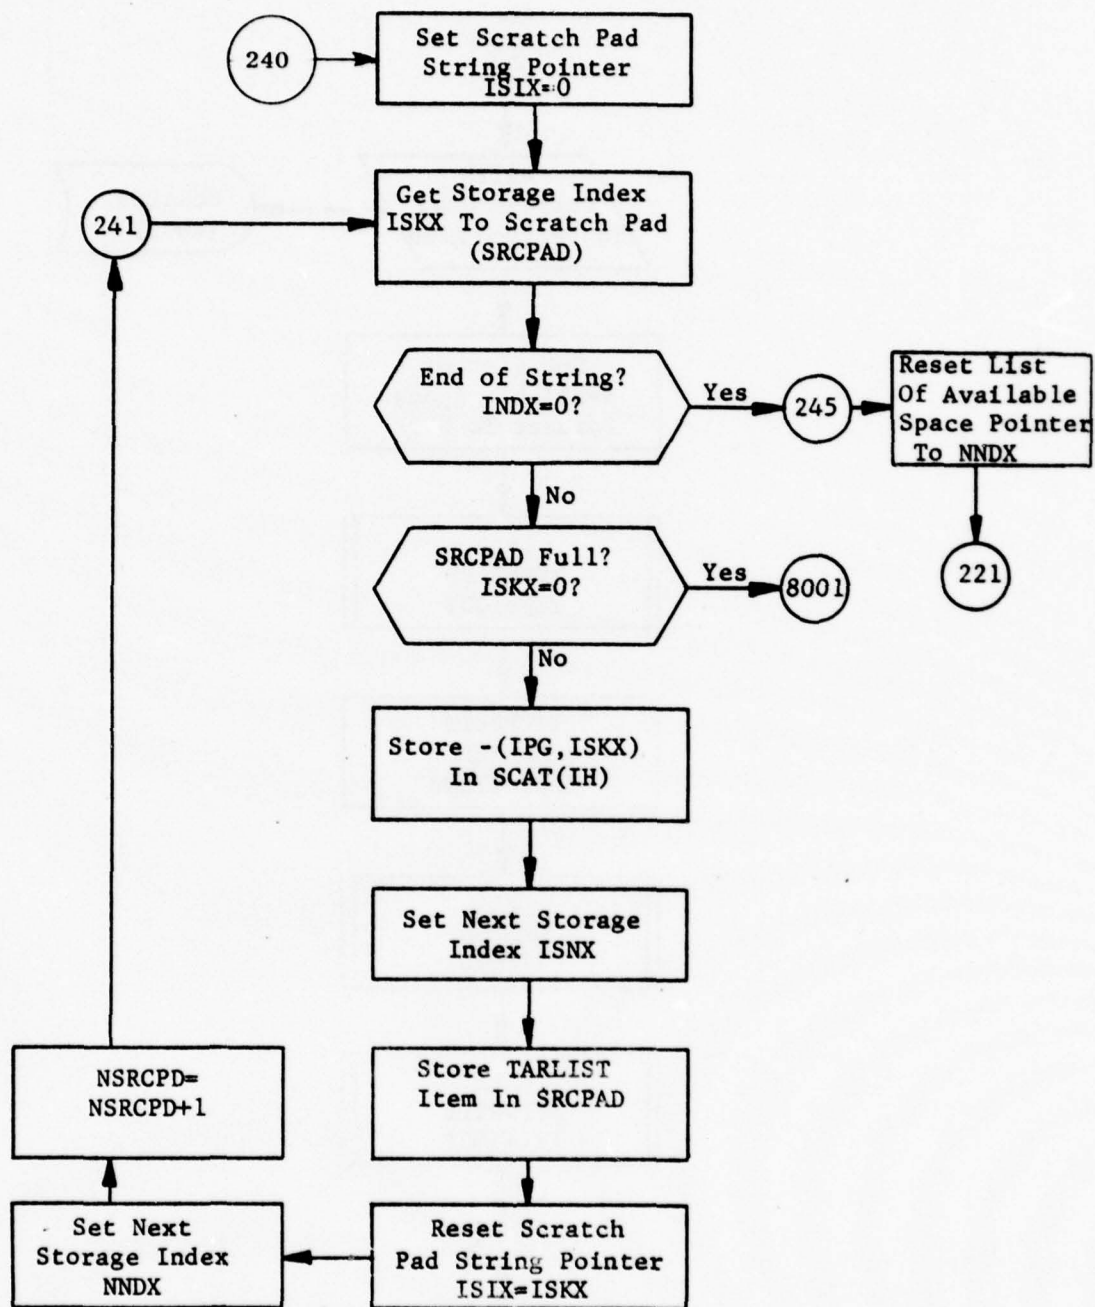 240
Set Scratch Pad
String Pointer
ISIX=0
241
Get Storage Index
ISKX To Scratch Pad
(SRCPAD)
End of String?
INDX=0?
Yes
245
Reset List
Of Available
Space Pointer
To NNDX
No
221
SRCPAD Full?
ISKX=0?
Yes
8001
No
Store -(IPG,ISKX)
In SCAT(IH)
Set Next Storage
Index ISNX
Store TARLIST
Item In SRCPAD
NSRCPD=
NSRCPD+1
Reset Scratch
Pad String Pointer
ISIX=ISKX
Set Next
Storage Index
NNDX